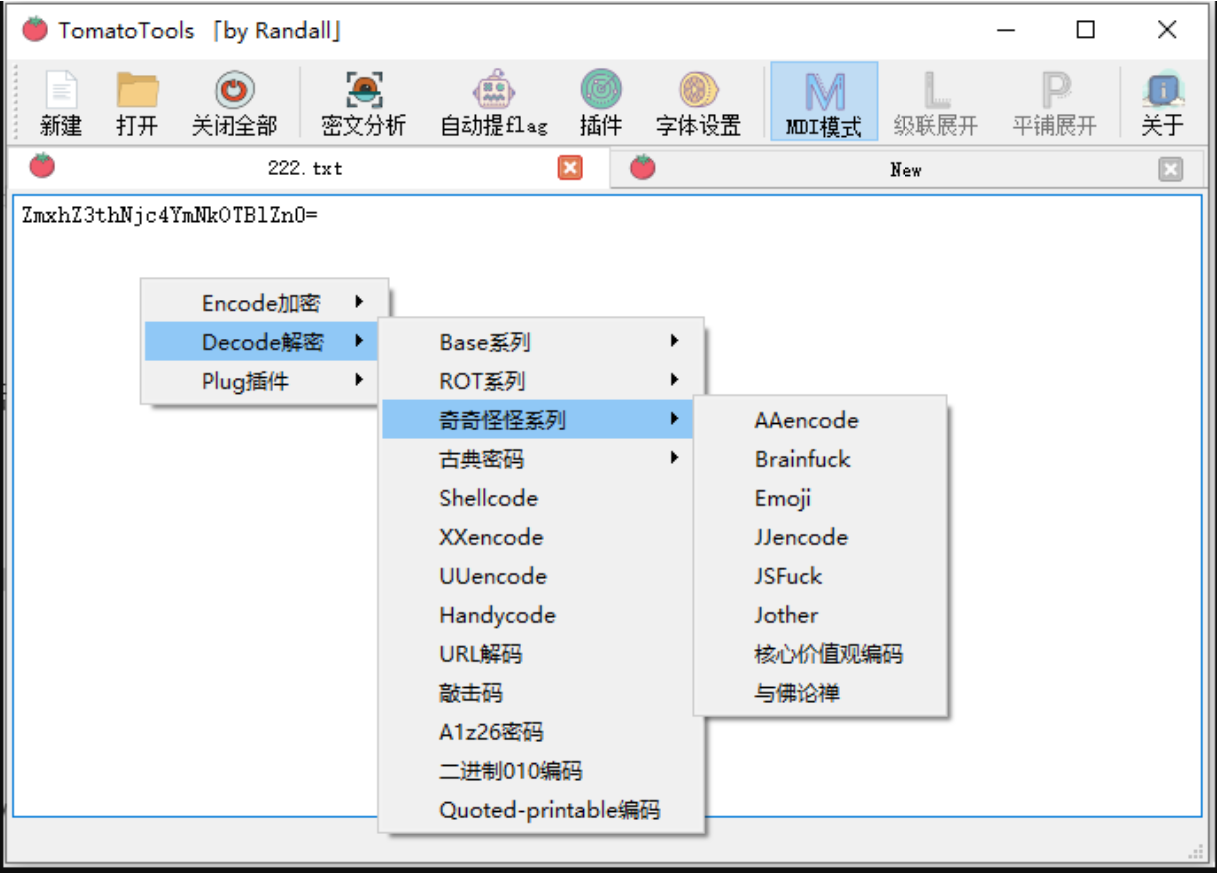 TomatoTools 「by Randall」
新建 打开 关闭全部 密文分析 自动提flag 插件 字体设置 MDI模式 级联展开 平铺展开 关于
222.txt New
ZmxhZ3thNjc4YmNkOTBlZn0=
Encode加密
Decode解密
Plug插件
Base系列
ROT系列
奇奇怪怪系列
古典密码
Shellcode
XXencode
UUencode
Handycode
URL解码
敲击码
A1z26密码
二进制010编码
Quoted-printable编码
AAencode
Brainfuck
Emoji
JJencode
JSFuck
Jother
核心价值观编码
与佛论禅